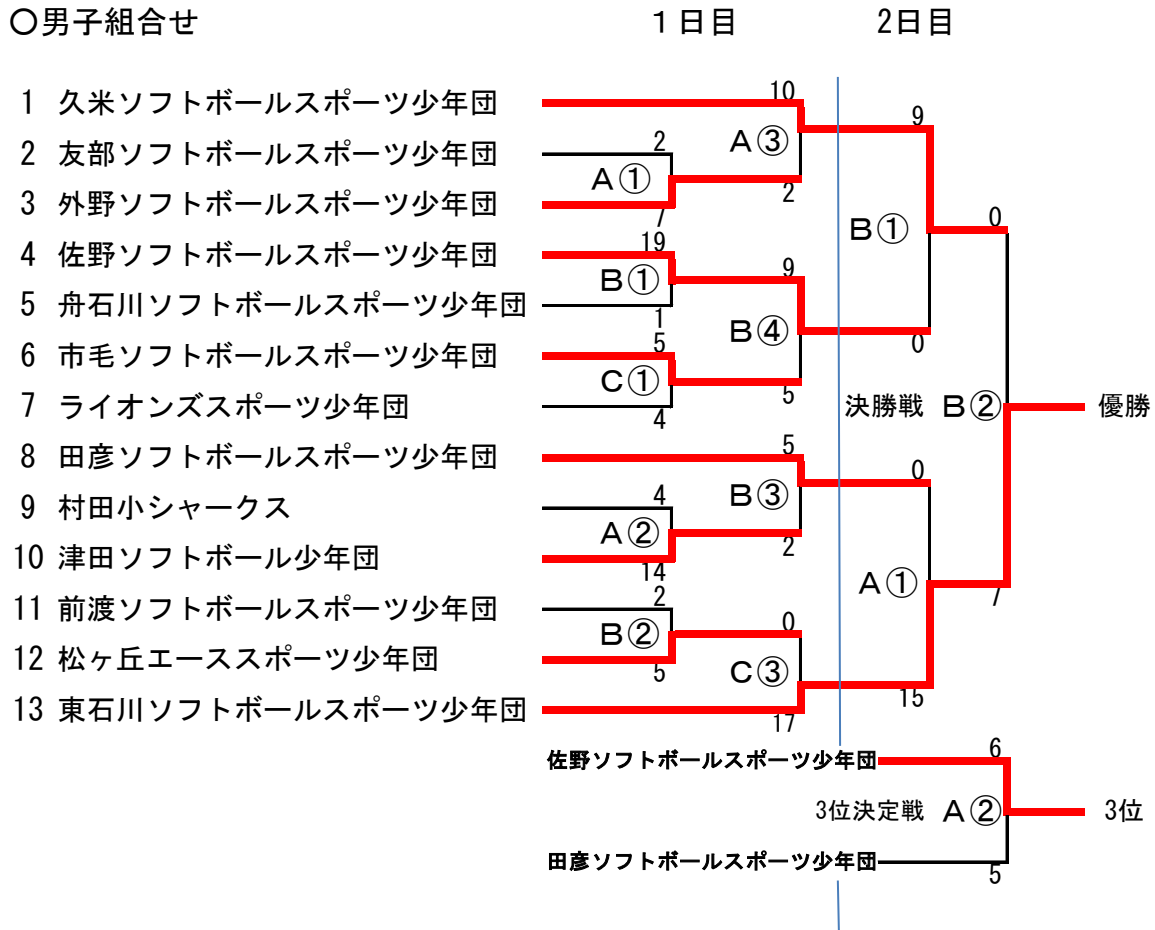 〇男子組合せ　1日目　2日目
1 久米ソフトボールスポーツ少年団
2 友部ソフトボールスポーツ少年団
3 外野ソフトボールスポーツ少年団
4 佐野ソフトボールスポーツ少年団
5 舟石川ソフトボールスポーツ少年団
6 市毛ソフトボールスポーツ少年団
7 ライオンズスポーツ少年団
8 田彦ソフトボールスポーツ少年団
9 村田小シャークス
10 津田ソフトボール少年団
11 前渡ソフトボールスポーツ少年団
12 松ヶ丘エーススポーツ少年団
13 東石川ソフトボールスポーツ少年団
2
A①
7
19
B①
1
5
C①
4
4
A②
14
2
B②
5
10
A③
2
9
B④
5
5
B③
2
0
C③
17
9
B①
0
0
A①
15
0
決勝戦 B② 優勝
7
佐野ソフトボールスポーツ少年団 6
3位決定戦 A② 3位
田彦ソフトボールスポーツ少年団 5